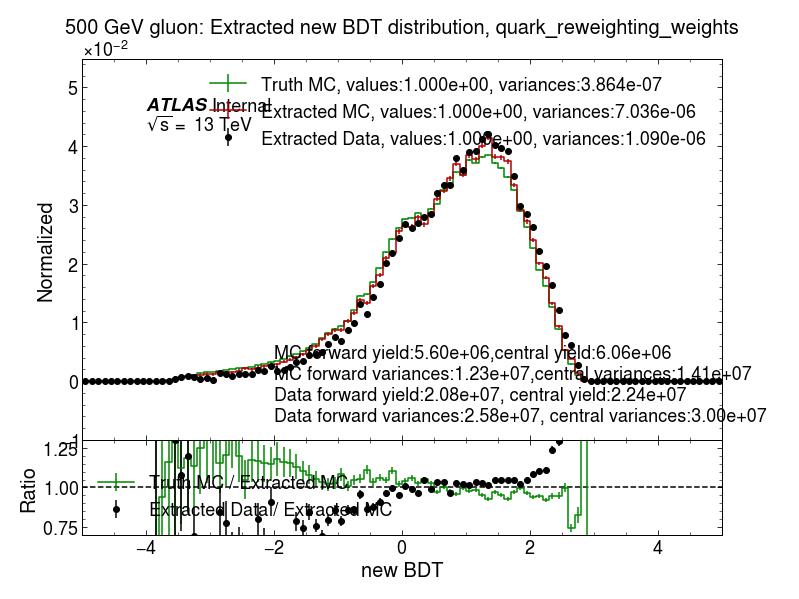 500 GeV gluon: Extracted new BDT distribution, quark_reweighting_weights
×10⁻²
Truth MC, values:1.000e+00, variances:3.864e-07
ATLAS Internal
Extracted MC, values:1.000e+00, variances:7.036e-06
√s = 13 TeV
Extracted Data, values:1.000e+00, variances:1.090e-06
5
4
3
2
1
0
Normalized
MC forward yield:5.60e+06,central yield:6.06e+06
MC forward variances:1.23e+07,central variances:1.41e+07
Data forward yield:2.08e+07, central yield:2.24e+07
Data forward variances:2.58e+07, central variances:3.00e+07
1.25
1.00
0.75
Ratio
Truth MC / Extracted MC
Extracted Data / Extracted MC
−4 −2 0 2 4
new BDT